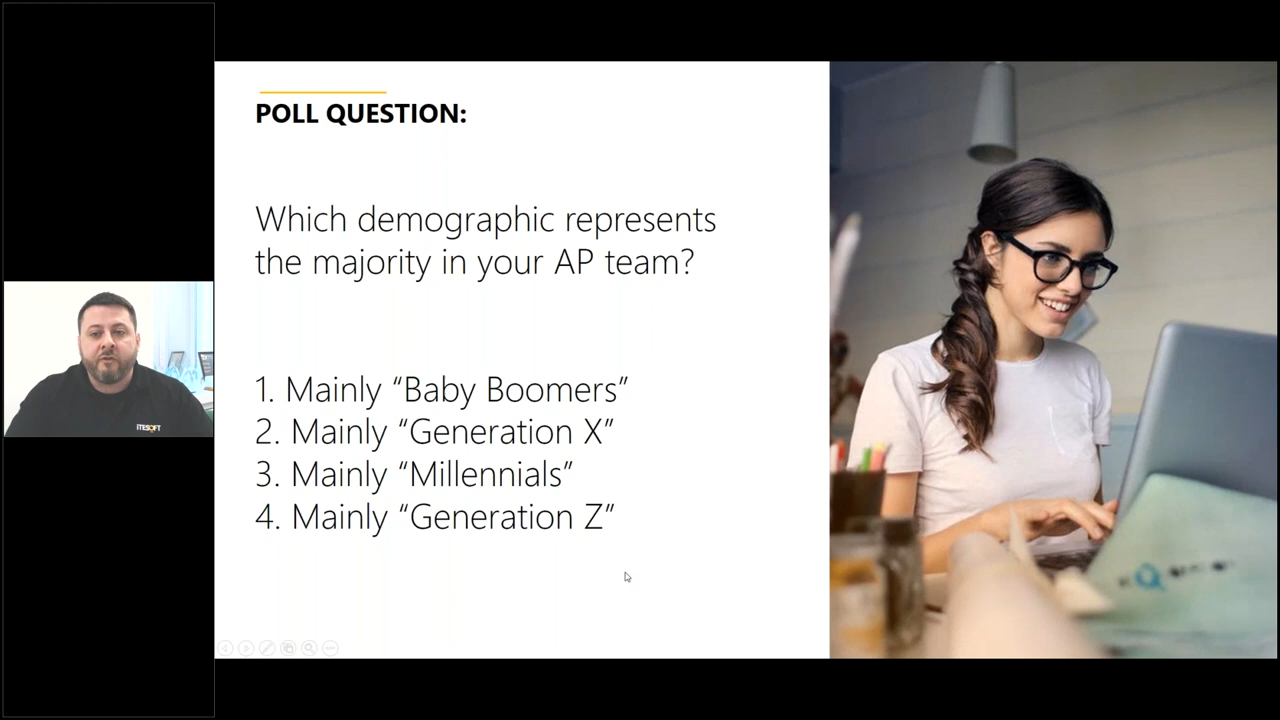 POLL QUESTION:
Which demographic represents
the majority in your AP team?
1. Mainly “Baby Boomers”
2. Mainly “Generation X”
3. Mainly “Millennials”
4. Mainly “Generation Z”
ITESOFT